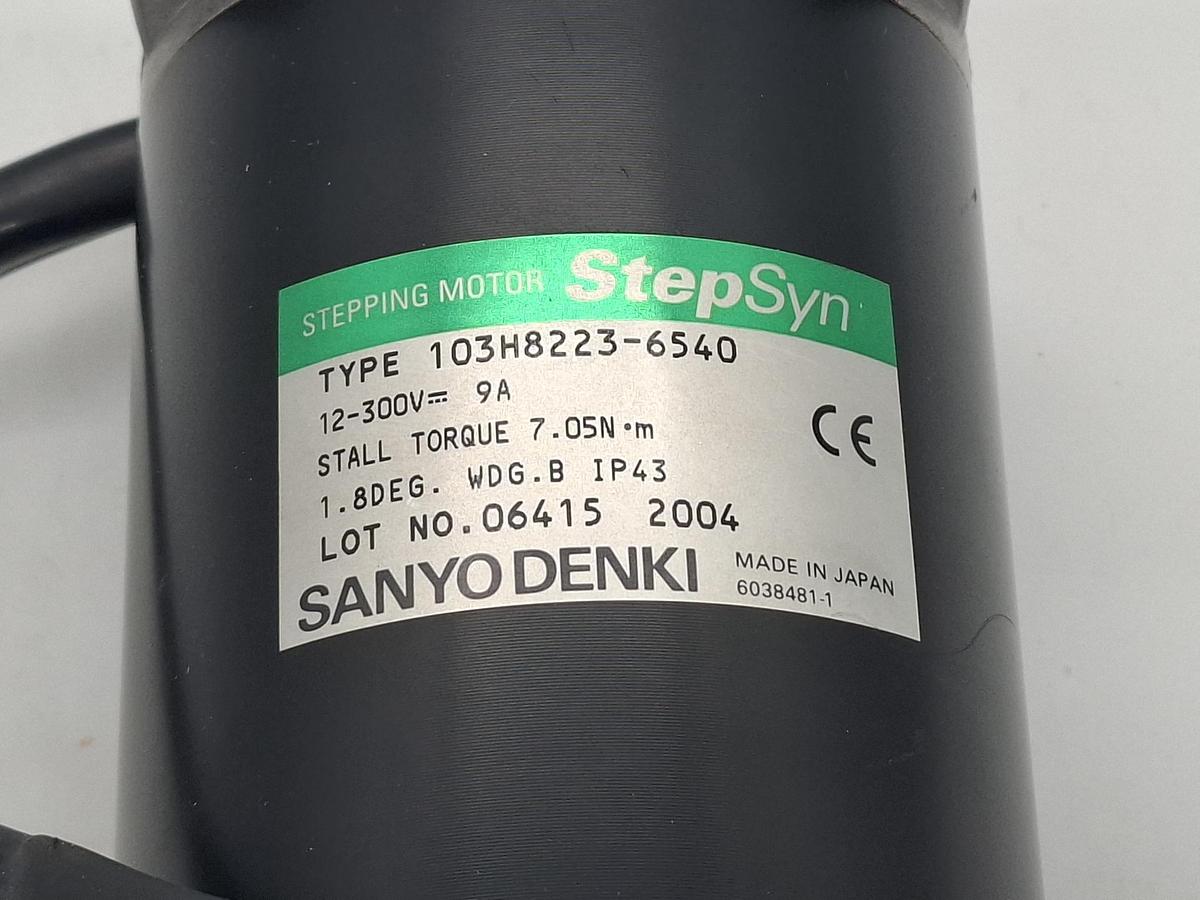 STEPPING MOTOR StepSyn
TYPE 103H8223-6540
12-300V⎓ 9A
STALL TORQUE 7.05N·m
1.8DEG. WDG.B IP43
LOT NO.06415 2004
CE
SANYO DENKI
MADE IN JAPAN
6038481-1